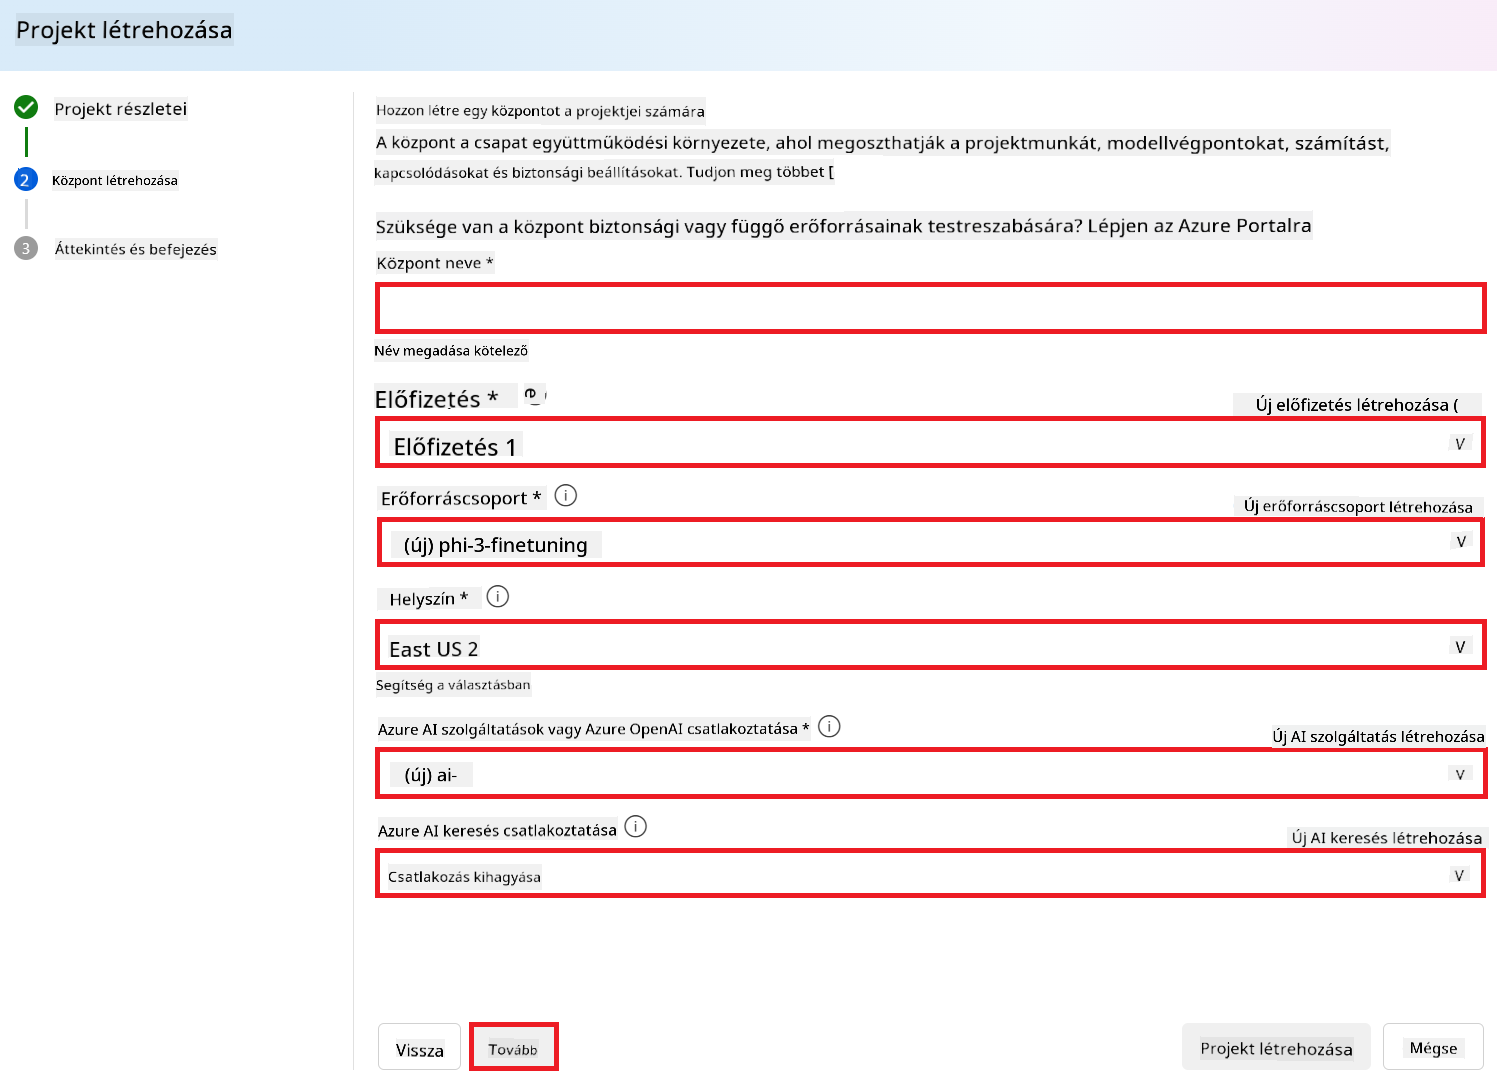 Projekt létrehozása
Projekt részletei
2 Központ létrehozása
3 Áttekintés és befejezés
Hozzon létre egy központot a projektjei számára
A központ a csapat együttműködési környezete, ahol megoszthatják a projektmunkát, modellvégpontokat, számítást,
kapcsolódásokat és biztonsági beállításokat. Tudjon meg többet [
Szüksége van a központ biztonsági vagy függő erőforrásainak testreszabására? Lépjen az Azure Portalra
Központ neve *
Név megadása kötelező
Előfizetés *
Új előfizetés létrehozása (
Előfizetés 1 V
Erőforráscsoport * i
Új erőforráscsoport létrehozása
(új) phi-3-finetuning V
Helyszín * i
East US 2 V
Segítség a választásban
Azure AI szolgáltatások vagy Azure OpenAI csatlakoztatása * i
Új AI szolgáltatás létrehozása
(új) ai- V
Azure AI keresés csatlakoztatása i
Új AI keresés létrehozása
Csatlakozás kihagyása V
Vissza Tovább Projekt létrehozása Mégse